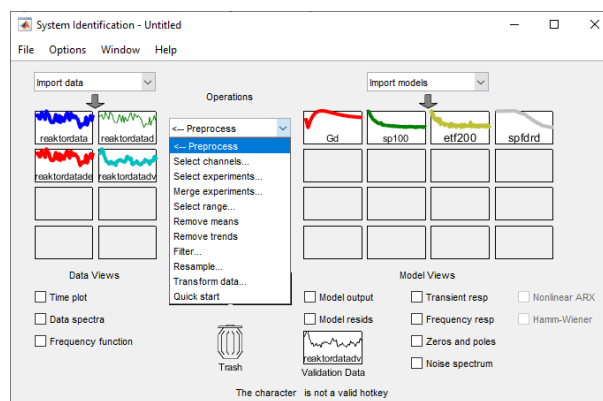 System Identification - Untitled
File Options Window Help
Import data
Import models
Operations
<-- Preprocess
reaktordata
reaktordatad
Gd
sp100
etf200
spfdrd
<-- Preprocess
Select channels...
reaktordatade
reaktordatadv
Select experiments...
Merge experiments...
Select range...
Remove means
Remove trends
Filter...
Resample...
Transform data...
Quick start
Data Views
Model Views
Time plot
Model output
Transient resp
Nonlinear ARX
Data spectra
Model resids
Frequency resp
Hamm-Wiener
Frequency function
Zeros and poles
reaktordatadv
Noise spectrum
Trash
Validation Data
The character is not a valid hotkey